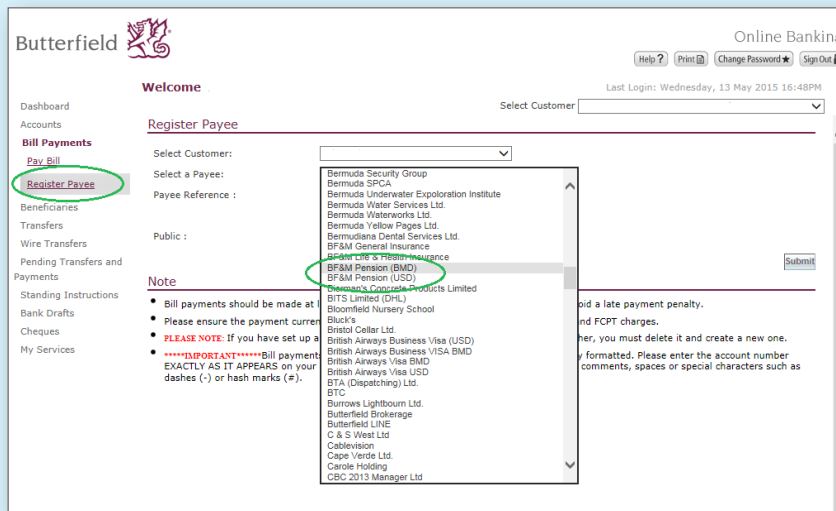 Butterfield
Online Bankin
Help ?
Print
Change Password ★
Sign Out
Welcome
Last Login: Wednesday, 13 May 2015 16:48PM
Select Customer
Dashboard
Accounts
Bill Payments
Pay Bill
Register Payee
Beneficiaries
Transfers
Wire Transfers
Pending Transfers and
Payments
Standing Instructions
Bank Drafts
Cheques
My Services
Register Payee
Select Customer:
Select a Payee:
Payee Reference :
Public :
Bermuda Security Group
Bermuda SPCA
Bermuda Underwater Expoloration Institute
Bermuda Water Services Ltd.
Bermuda Waterworks Ltd.
Bermuda Yellow Pages Ltd.
Bermudiana Dental Services Ltd.
BF&M General Insurance
BF&M Life & Health Insurance
BF&M Pension (BMD)
BF&M Pension (USD)
Bierman's Concrete Products Limited
BITS Limited (DHL)
Bloomfield Nursery School
Bluck's
Bristol Cellar Ltd.
British Airways Business Visa (USD)
British Airways Business VISA BMD
British Airways Visa BMD
British Airways Visa USD
BTA (Dispatching) Ltd.
BTC
Burrows Lightbourn Ltd.
Butterfield Brokerage
Butterfield LINE
C & S West Ltd
Cablevision
Cape Verde Ltd.
Carole Holding
CBC 2013 Manager Ltd
Submit
Note
• Bill payments should be made at l oid a late payment penalty.
• Please ensure the payment curren nd FCPT charges.
• PLEASE NOTE: If you have set up a her, you must delete it and create a new one.
• *****IMPORTANT******Bill payments y formatted. Please enter the account number
EXACTLY AS IT APPEARS on your comments, spaces or special characters such as
dashes (-) or hash marks (#).